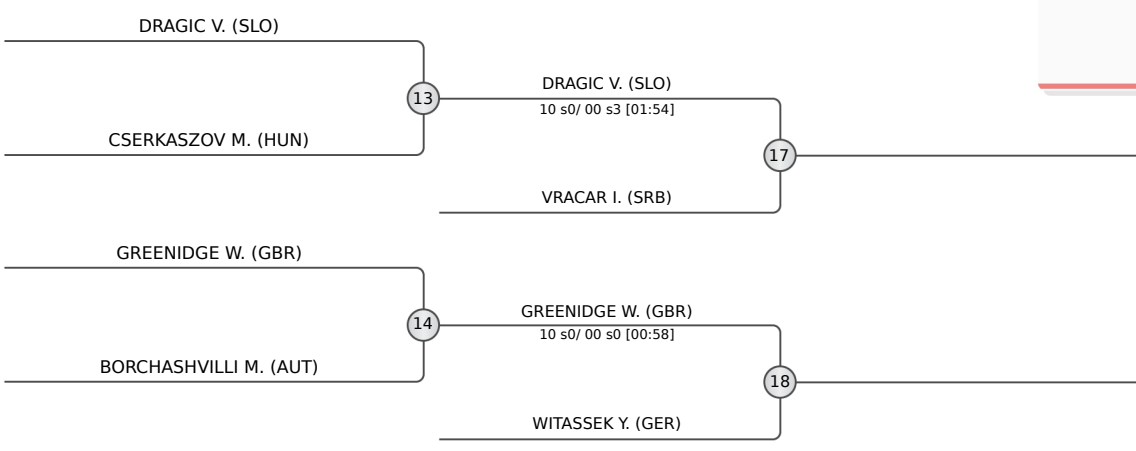 DRAGIC V. (SLO)
13
DRAGIC V. (SLO)
10 s0/ 00 s3 [01:54]
CSERKASZOV M. (HUN)
17
VRACAR I. (SRB)
GREENIDGE W. (GBR)
14
GREENIDGE W. (GBR)
10 s0/ 00 s0 [00:58]
BORCHASHVILLI M. (AUT)
18
WITASSEK Y. (GER)